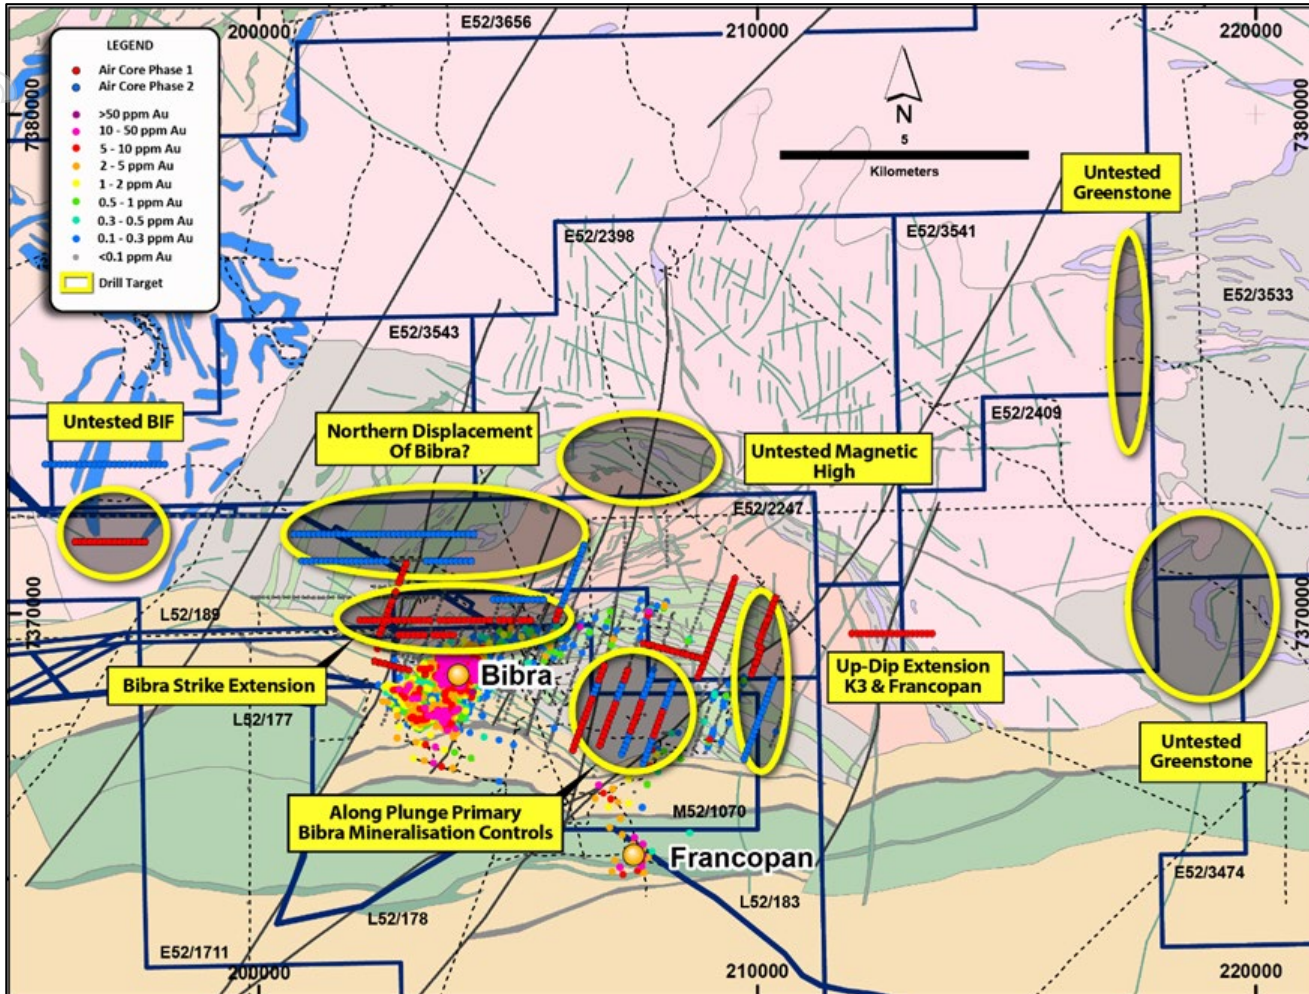 E52/3656
200000
210000
220000
LEGEND
Air Core Phase 1
Air Core Phase 2
>50 ppm Au
10 - 50 ppm Au
5 - 10 ppm Au
2 - 5 ppm Au
1 - 2 ppm Au
0.5 - 1 ppm Au
0.3 - 0.5 ppm Au
0.1 - 0.3 ppm Au
<0.1 ppm Au
Drill Target
7380000
N
5
Kilometers
7380000
Untested
Greenstone
E52/2398
E52/3541
E52/3533
E52/3543
E52/2409
Untested BIF
Northern Displacement
Of Bibra?
Untested Magnetic
High
E52/2247
7370000
7370000
L52/189
Bibra Strike Extension
Bibra
Up-Dip Extension
K3 & Francopan
L52/177
Untested
Greenstone
Along Plunge Primary
Bibra Mineralisation Controls
M52/1070
Francopan
E52/3474
L52/183
L52/178
E52/1711
200000
210000
220000